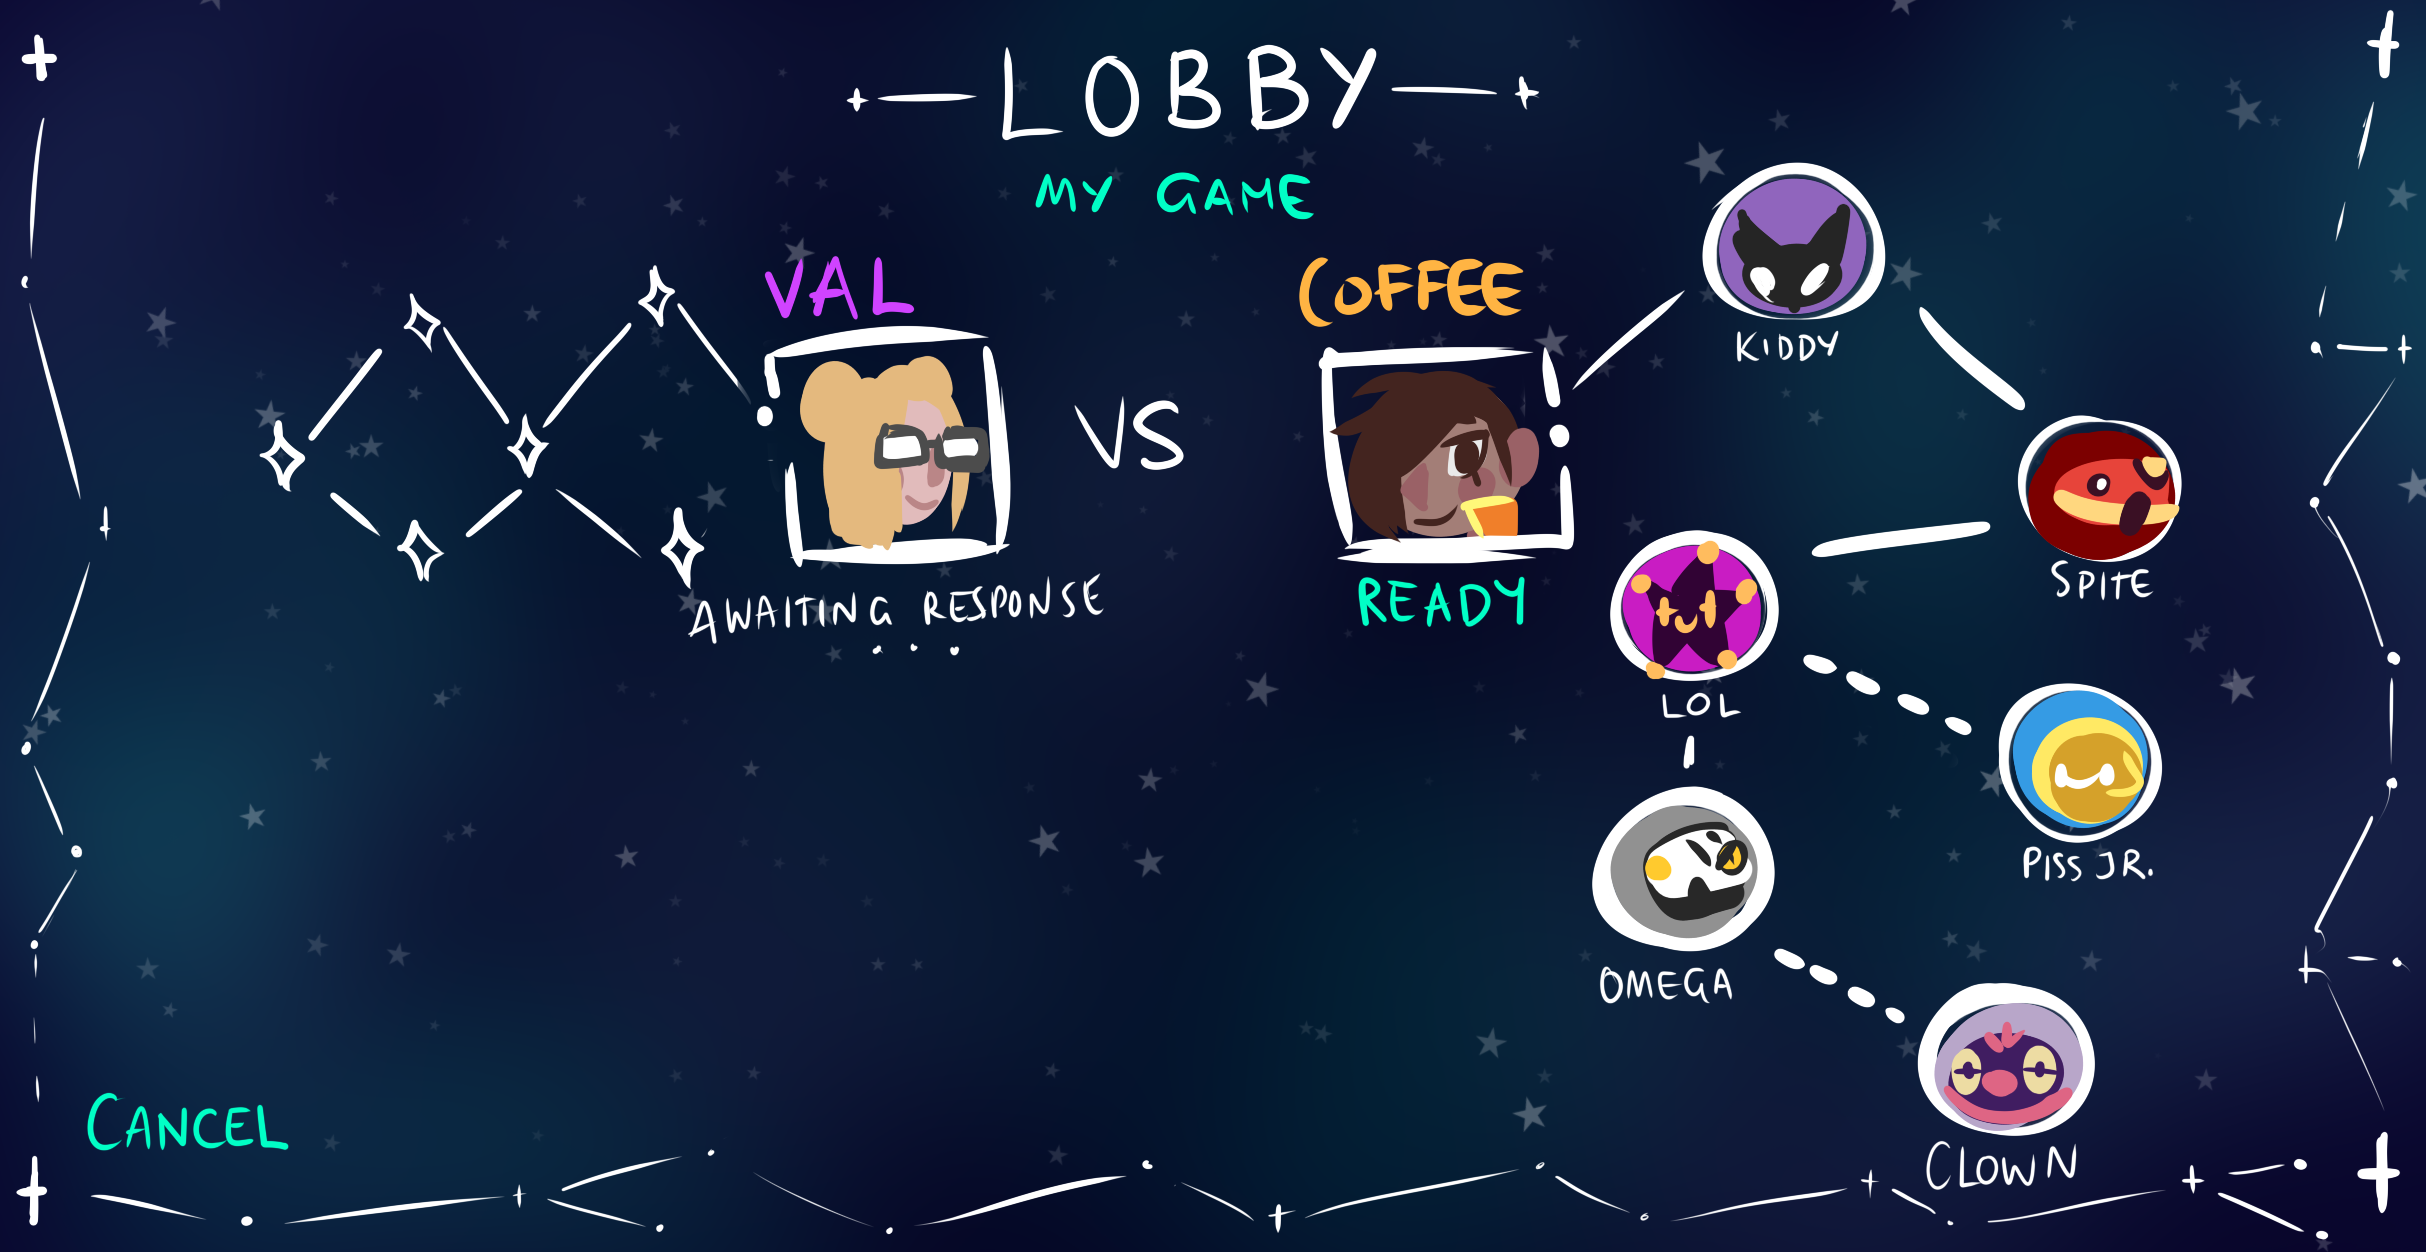 LOBBY
MY GAME
VAL
COFFEE
VS
KIDDY
SPITE
AWAITING RESPONSE
...
READY
LOL
PISS JR.
OMEGA
CLOWN
CANCEL